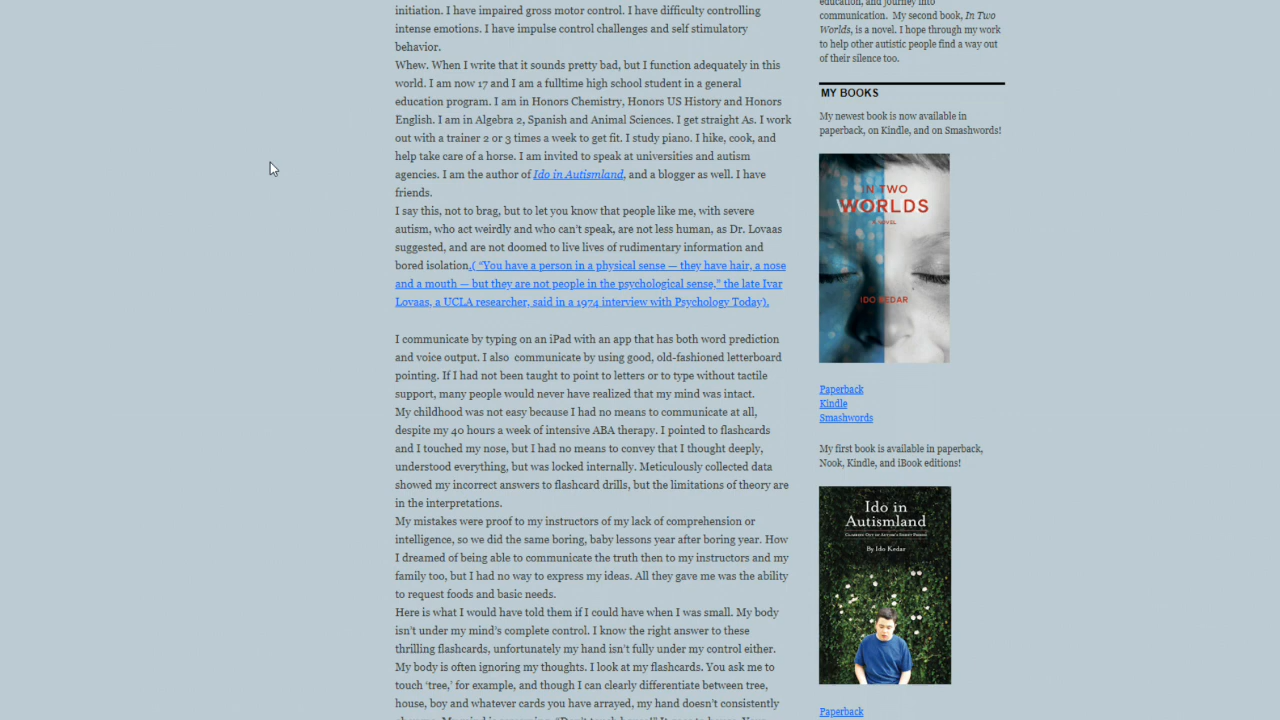 initiation. I have impaired gross motor control. I have difficulty controlling
intense emotions. I have impulse control challenges and self stimulatory
behavior.
Whew. When I write that it sounds pretty bad, but I function adequately in this
world. I am now 17 and I am a fulltime high school student in a general
education program. I am in Honors Chemistry, Honors US History and Honors
English. I am in Algebra 2, Spanish and Animal Sciences. I get straight As. I work
out with a trainer 2 or 3 times a week to get fit. I study piano. I hike, cook, and
help take care of a horse. I am invited to speak at universities and autism
agencies. I am the author of Ido in Autismland, and a blogger as well. I have
friends.
I say this, not to brag, but to let you know that people like me, with severe
autism, who act weirdly and who can't speak, are not less human, as Dr. Lovaas
suggested, and are not doomed to live lives of rudimentary information and
bored isolation.( “You have a person in a physical sense — they have hair, a nose
and a mouth — but they are not people in the psychological sense,” the late Ivar
Lovaas, a UCLA researcher, said in a 1974 interview with Psychology Today).
I communicate by typing on an iPad with an app that has both word prediction
and voice output. I also  communicate by using good, old-fashioned letterboard
pointing. If I had not been taught to point to letters or to type without tactile
support, many people would never have realized that my mind was intact.
My childhood was not easy because I had no means to communicate at all,
despite my 40 hours a week of intensive ABA therapy. I pointed to flashcards
and I touched my nose, but I had no means to convey that I thought deeply,
understood everything, but was locked internally. Meticulously collected data
showed my incorrect answers to flashcard drills, but the limitations of theory are
in the interpretations.
My mistakes were proof to my instructors of my lack of comprehension or
intelligence, so we did the same boring, baby lessons year after boring year. How
I dreamed of being able to communicate the truth then to my instructors and my
family too, but I had no way to express my ideas. All they gave me was the ability
to request foods and basic needs.
Here is what I would have told them if I could have when I was small. My body
isn't under my mind's complete control. I know the right answer to these
thrilling flashcards, unfortunately my hand isn't fully under my control either.
My body is often ignoring my thoughts. I look at my flashcards. You ask me to
touch ‘tree,’ for example, and though I can clearly differentiate between tree,
house, boy and whatever cards you have arrayed, my hand doesn't consistently
education, and journey into
communication.  My second book, In Two
Worlds, is a novel. I hope through my work
to help other autistic people find a way out
of their silence too.
MY BOOKS
My newest book is now available in
paperback, on Kindle, and on Smashwords!
IN TWO
WORLDS
A NOVEL
IDO KEDAR
Paperback
Kindle
Smashwords
My first book is available in paperback,
Nook, Kindle, and iBook editions!
Ido in
Autismland
Climbing Out of Autism's Silent Prison
By Ido Kedar
Paperback